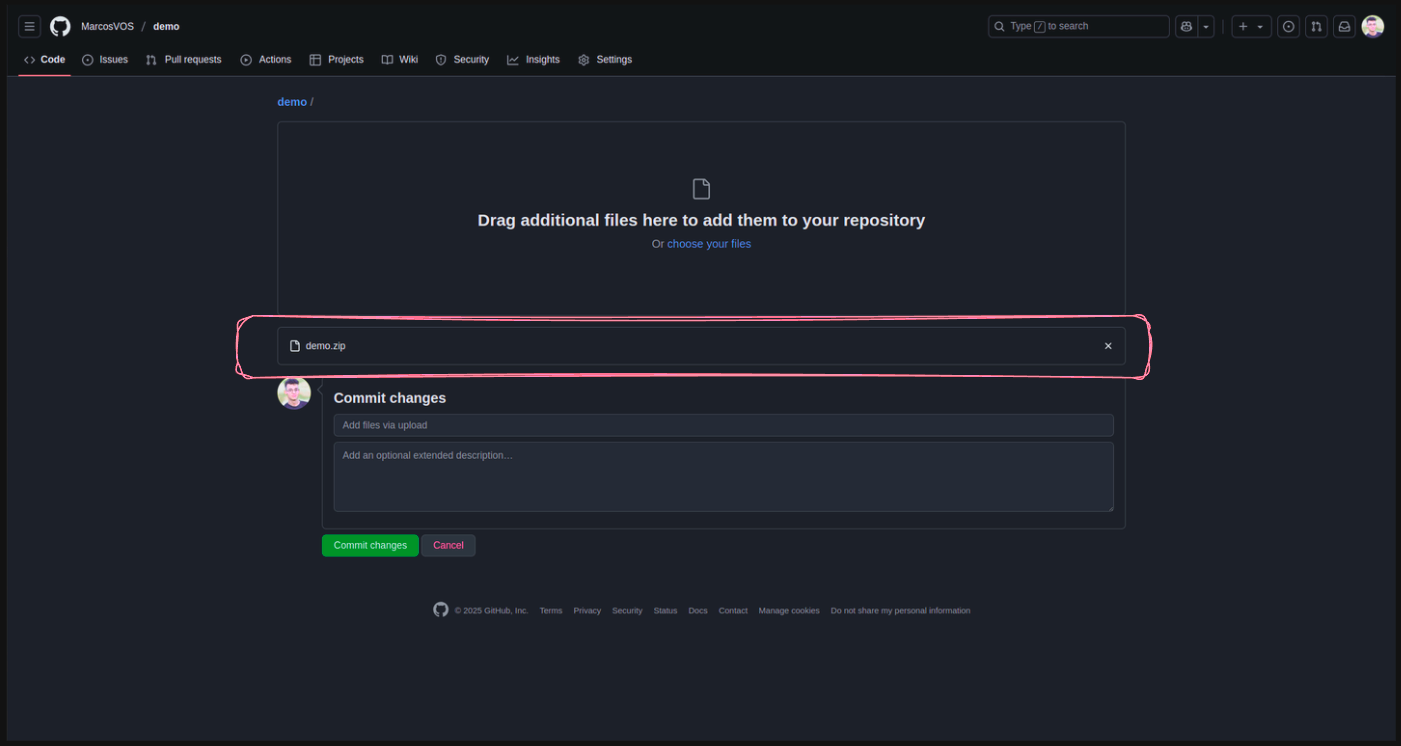 MarcosVOS / demo
Type / to search
Code Issues Pull requests Actions Projects Wiki Security Insights Settings
demo /
Drag additional files here to add them to your repository
Or choose your files
demo.zip
Commit changes
Add files via upload
Add an optional extended description...
Commit changes Cancel
© 2025 GitHub, Inc. Terms Privacy Security Status Docs Contact Manage cookies Do not share my personal information